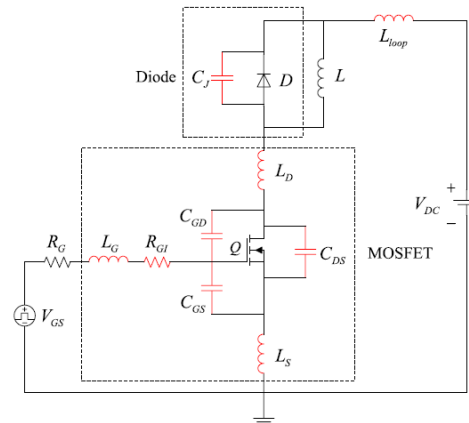 L_loop
Diode
C_J
D
L
L_D
+
V_DC
−
C_GD
R_G
L_G
R_GI
Q
C_DS
MOSFET
C_GS
+
−
V_GS
L_S